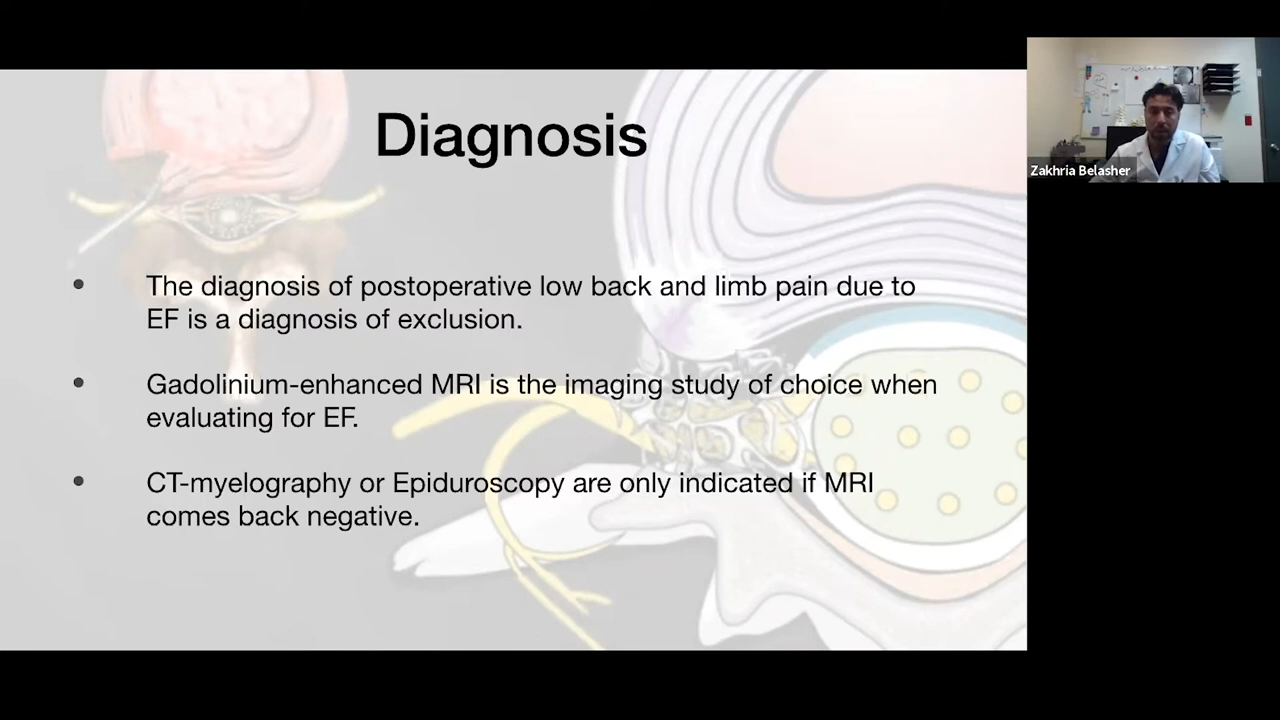 Diagnosis
• The diagnosis of postoperative low back and limb pain due to
EF is a diagnosis of exclusion.
• Gadolinium-enhanced MRI is the imaging study of choice when
evaluating for EF.
• CT-myelography or Epiduroscopy are only indicated if MRI
comes back negative.
Zakhria Belasher